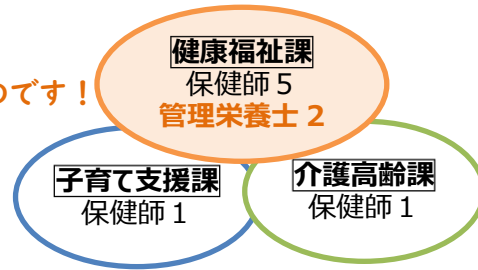 健康福祉課
保健師5
のです！
管理栄養士2
子育て支援課
保健師1
介護高齢課
保健師1